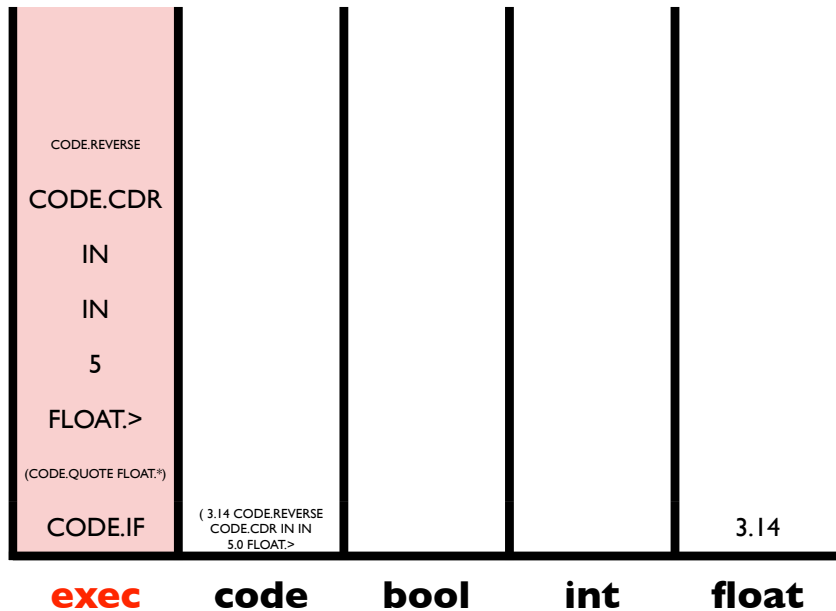 CODE.REVERSE
CODE.CDR
IN
IN
5
FLOAT.>
(CODE.QUOTE FLOAT.*)
CODE.IF
( 3.14 CODE.REVERSE
CODE.CDR IN IN
5.0 FLOAT.>
3.14
exec code bool int float